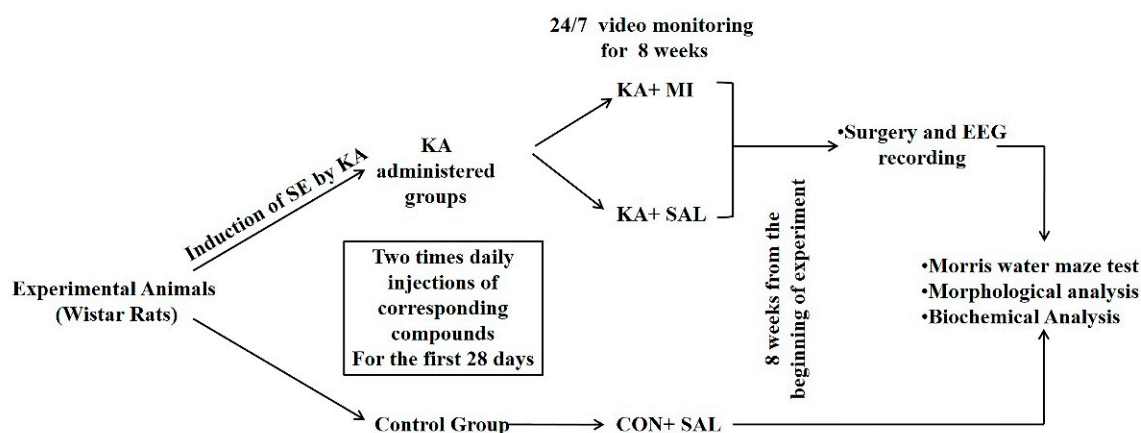 24/7 video monitoring
for 8 weeks
KA+ MI
Induction of SE by KA
KA
administered
groups
•Surgery and EEG
recording
KA+ SAL
8 weeks from the
beginning of experiment
Two times daily
injections of
corresponding
compounds
For the first 28 days
Experimental Animals
(Wistar Rats)
•Morris water maze test
•Morphological analysis
•Biochemical Analysis
Control Group
CON+ SAL